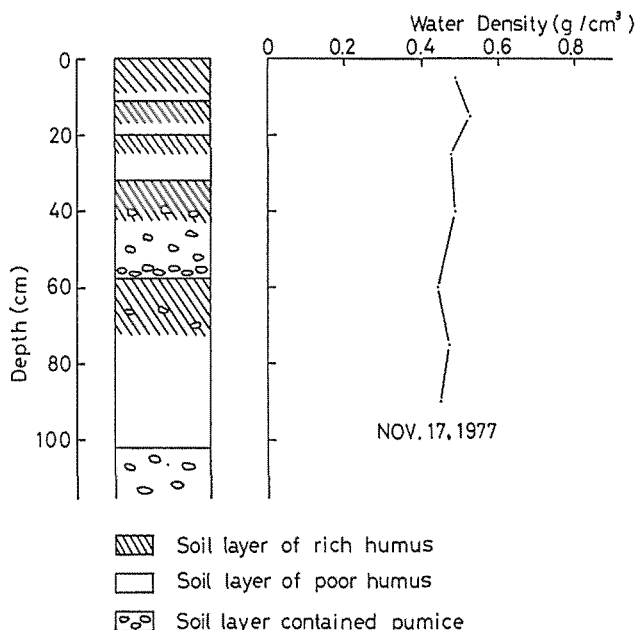 Water Density (g/cm³)
0 0.2 0.4 0.6 0.8
0
20
40
60
80
100
Depth (cm)
NOV. 17, 1977
Soil layer of rich humus
Soil layer of poor humus
Soil layer contained pumice